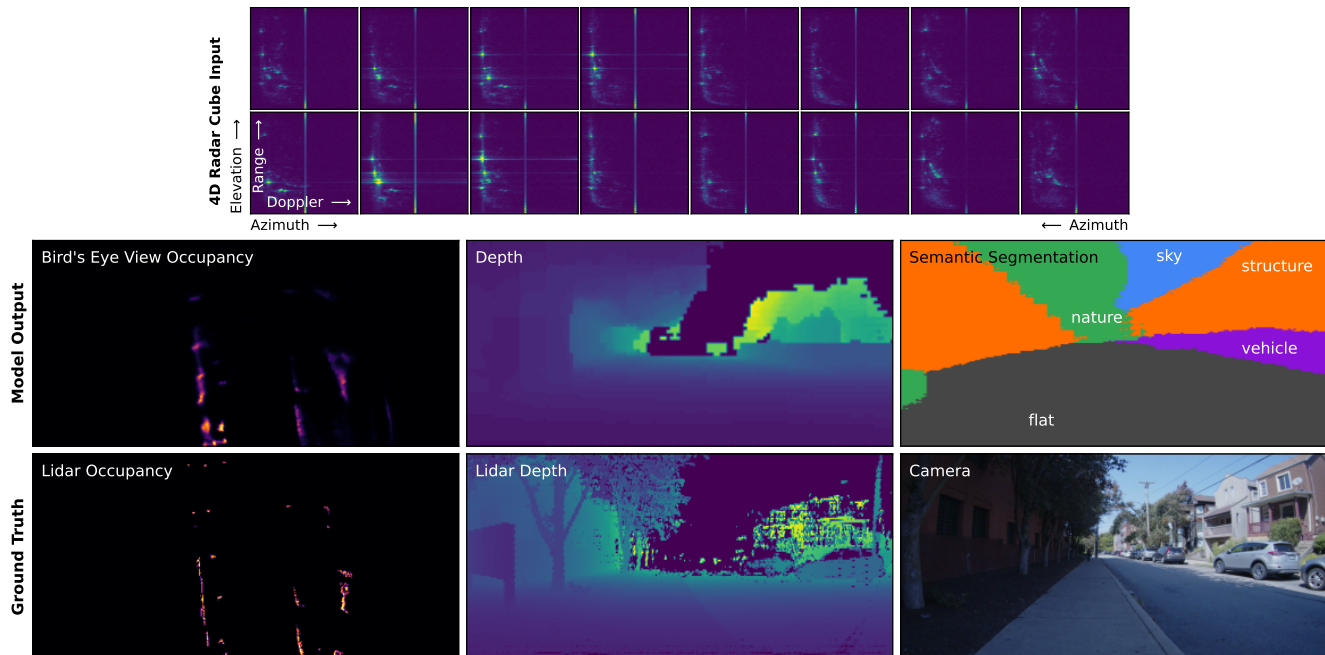 4D Radar Cube Input
Elevation ⟶
Range ⟶
Doppler ⟶
Azimuth ⟶
⟵ Azimuth
Model Output
Bird's Eye View Occupancy
Depth
Semantic Segmentation
sky
structure
nature
vehicle
flat
Ground Truth
Lidar Occupancy
Lidar Depth
Camera